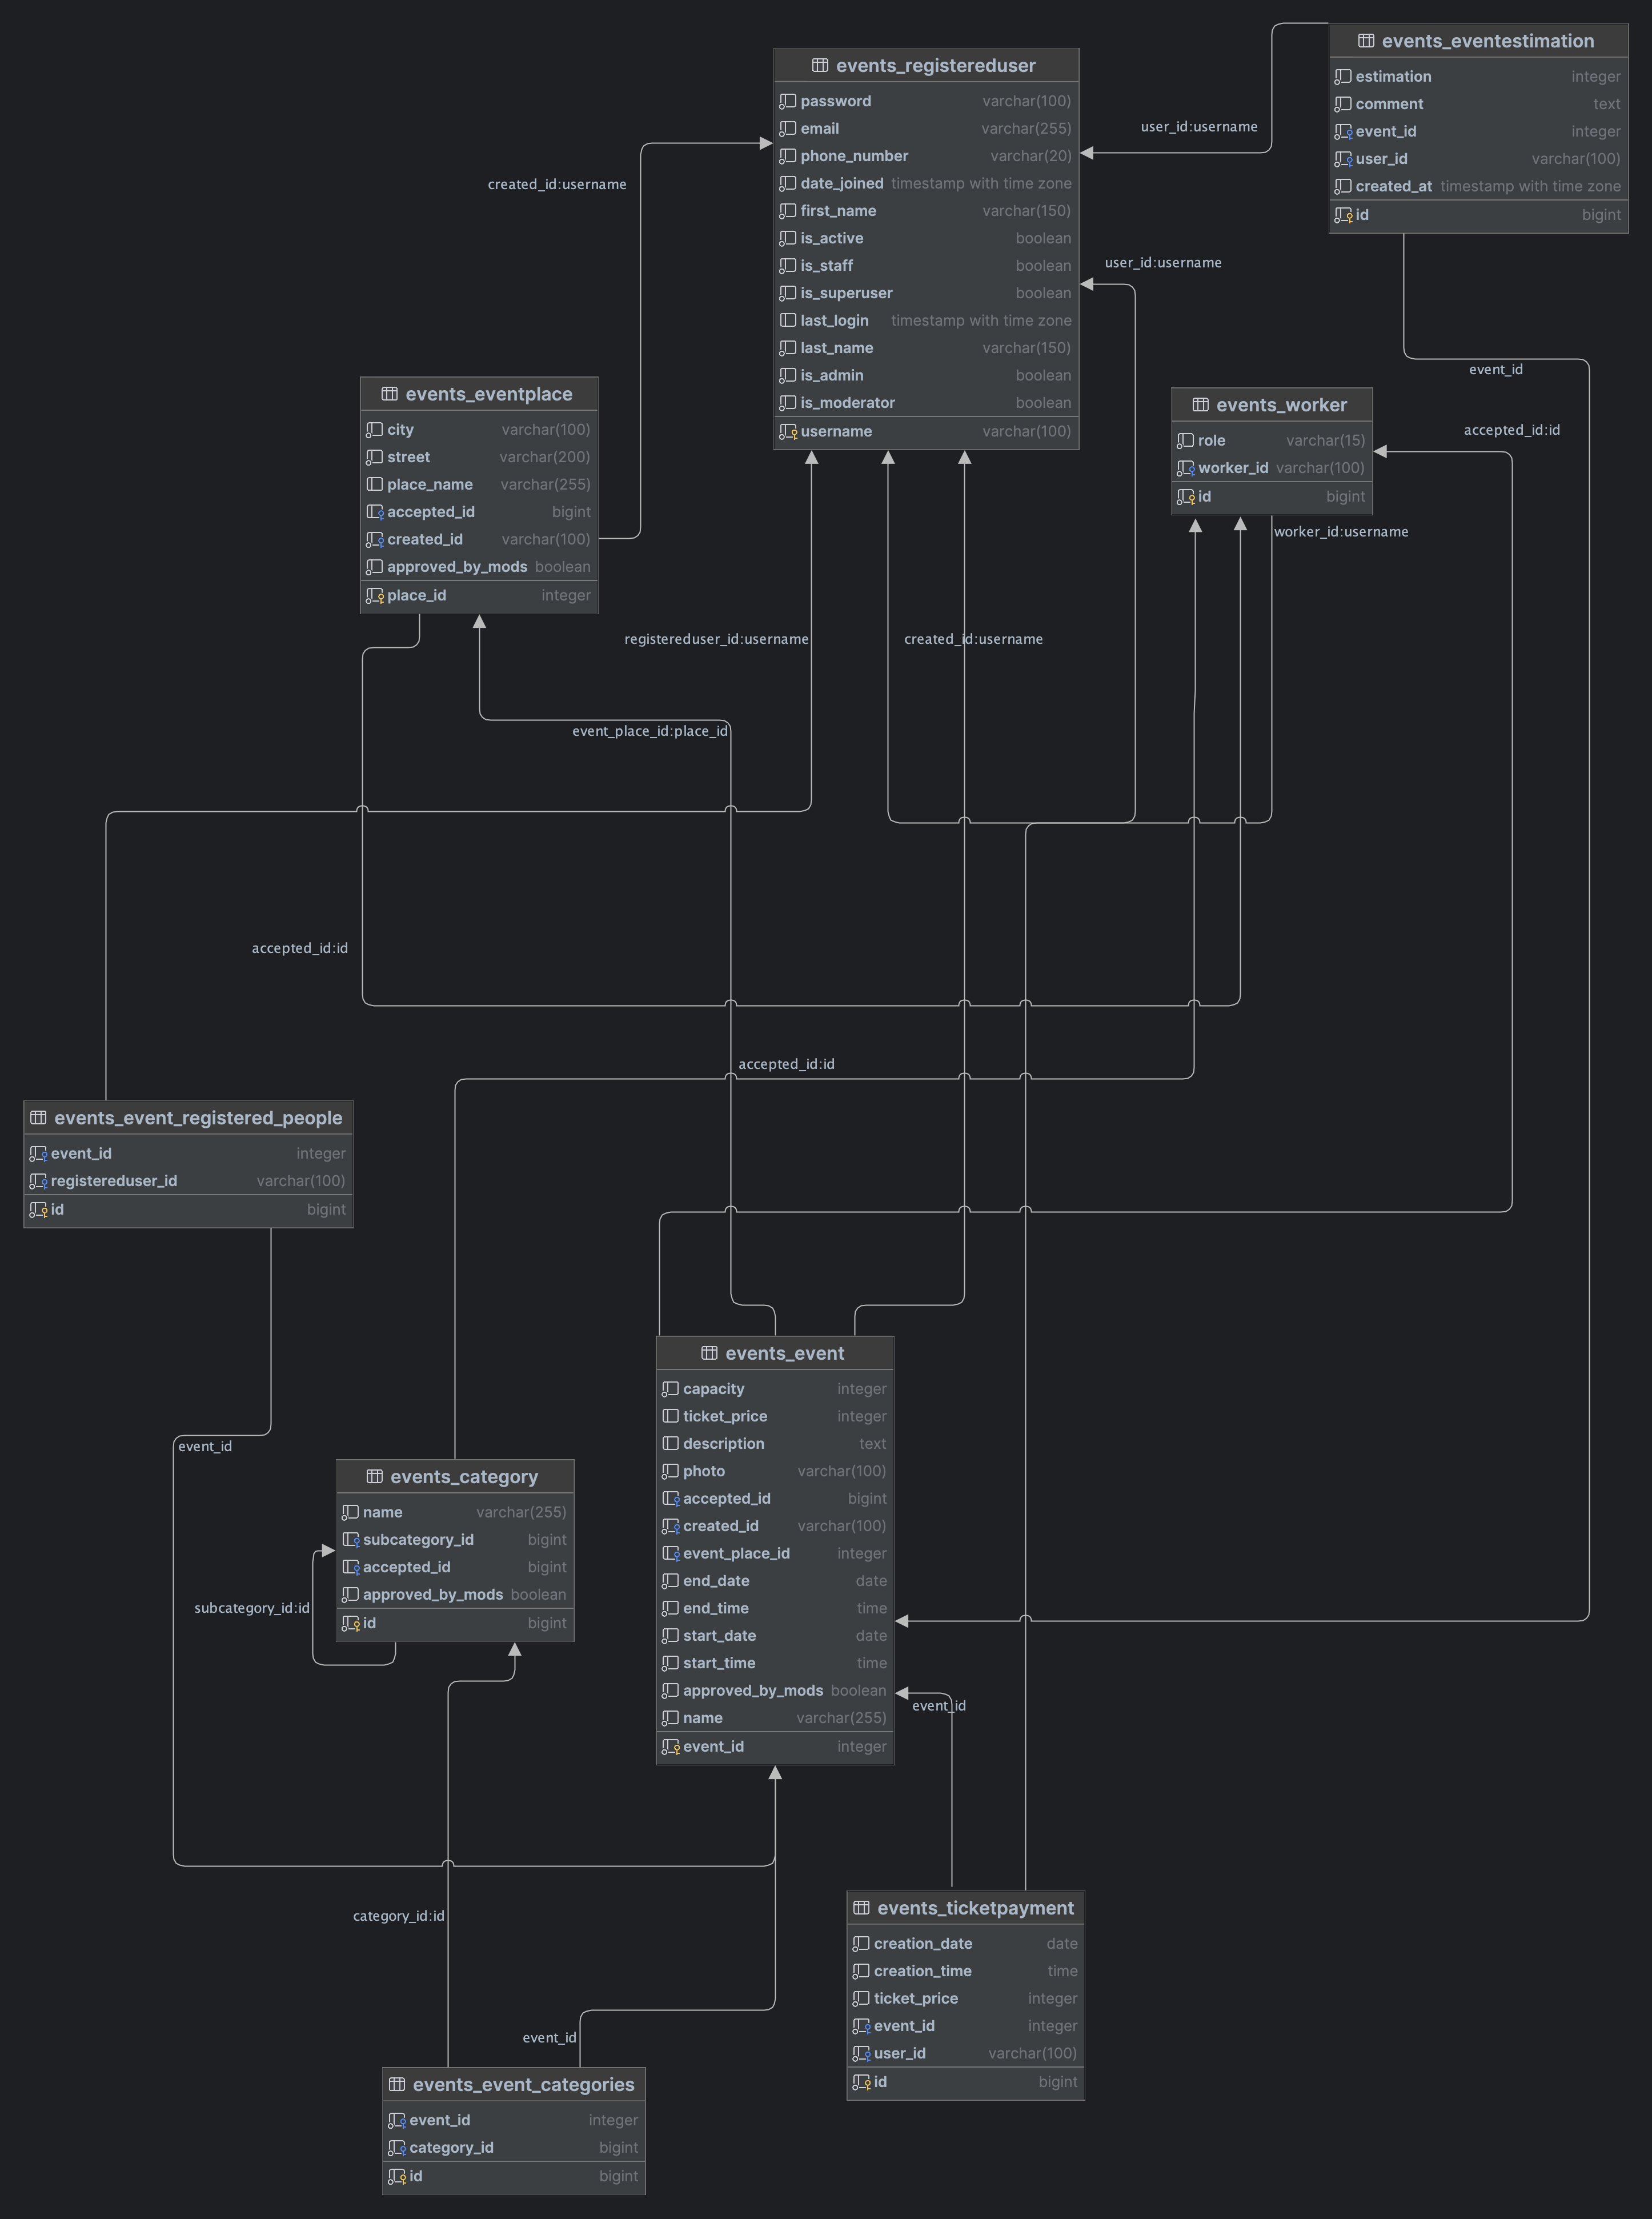 events_eventestimation
estimation integer
comment text
event_id integer
user_id varchar(100)
created_at timestamp with time zone
id bigint
events_registereduser
password varchar(100)
email varchar(255)
phone_number varchar(20)
date_joined timestamp with time zone
first_name varchar(150)
is_active boolean
is_staff boolean
is_superuser boolean
last_login timestamp with time zone
last_name varchar(150)
is_admin boolean
is_moderator boolean
username varchar(100)
user_id:username
created_id:username
user_id:username
event_id
events_eventplace
city varchar(100)
street varchar(200)
place_name varchar(255)
accepted_id bigint
created_id varchar(100)
approved_by_mods boolean
place_id integer
events_worker
role varchar(15)
worker_id varchar(100)
id bigint
accepted_id:id
worker_id:username
registereduser_id:username
created_id:username
event_place_id:place_id
accepted_id:id
accepted_id:id
events_event_registered_people
event_id integer
registereduser_id varchar(100)
id bigint
events_event
capacity integer
ticket_price integer
description text
photo varchar(100)
accepted_id bigint
created_id varchar(100)
event_place_id integer
end_date date
end_time time
start_date date
start_time time
approved_by_mods boolean
name varchar(255)
event_id integer
event_id
events_category
name varchar(255)
subcategory_id bigint
accepted_id bigint
approved_by_mods boolean
id bigint
subcategory_id:id
event_id
events_ticketpayment
creation_date date
creation_time time
ticket_price integer
event_id integer
user_id varchar(100)
id bigint
category_id:id
event_id
events_event_categories
event_id integer
category_id bigint
id bigint